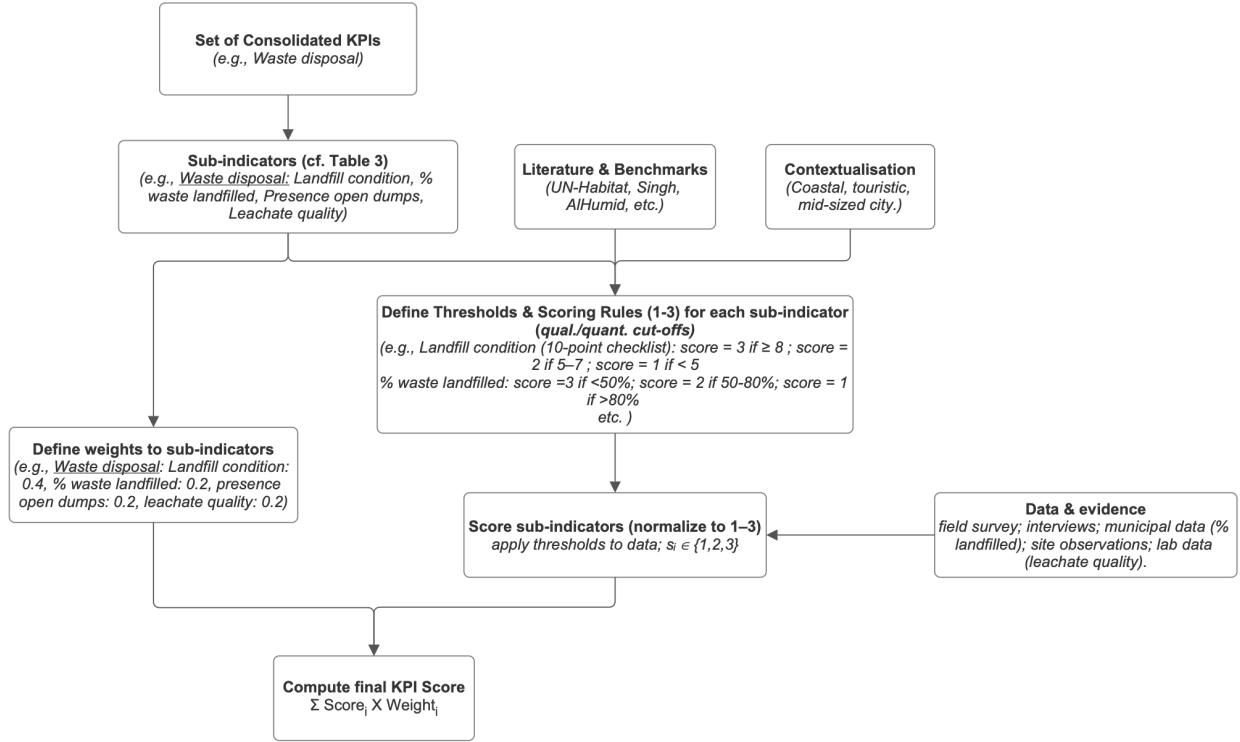 Set of Consolidated KPIs
(e.g., Waste disposal)
Sub-indicators (cf. Table 3)
(e.g., Waste disposal: Landfill condition, %
waste landfilled, Presence open dumps,
Leachate quality)
Literature & Benchmarks
(UN-Habitat, Singh,
AlHumid, etc.)
Contextualisation
(Coastal, touristic,
mid-sized city.)
Define Thresholds & Scoring Rules (1-3) for each sub-indicator
(qual./quant. cut-offs)
(e.g., Landfill condition (10-point checklist): score = 3 if ≥ 8 ; score =
2 if 5–7 ; score = 1 if < 5
% waste landfilled: score =3 if <50%; score = 2 if 50-80%; score = 1
if >80%
etc. )
Define weights to sub-indicators
(e.g., Waste disposal: Landfill condition:
0.4, % waste landfilled: 0.2, presence
open dumps: 0.2, leachate quality: 0.2)
Score sub-indicators (normalize to 1–3)
apply thresholds to data; sᵢ ∈ {1,2,3}
Data & evidence
field survey; interviews; municipal data (%
landfilled); site observations; lab data
(leachate quality).
Compute final KPI Score
Σ Scoreᵢ X Weightᵢ